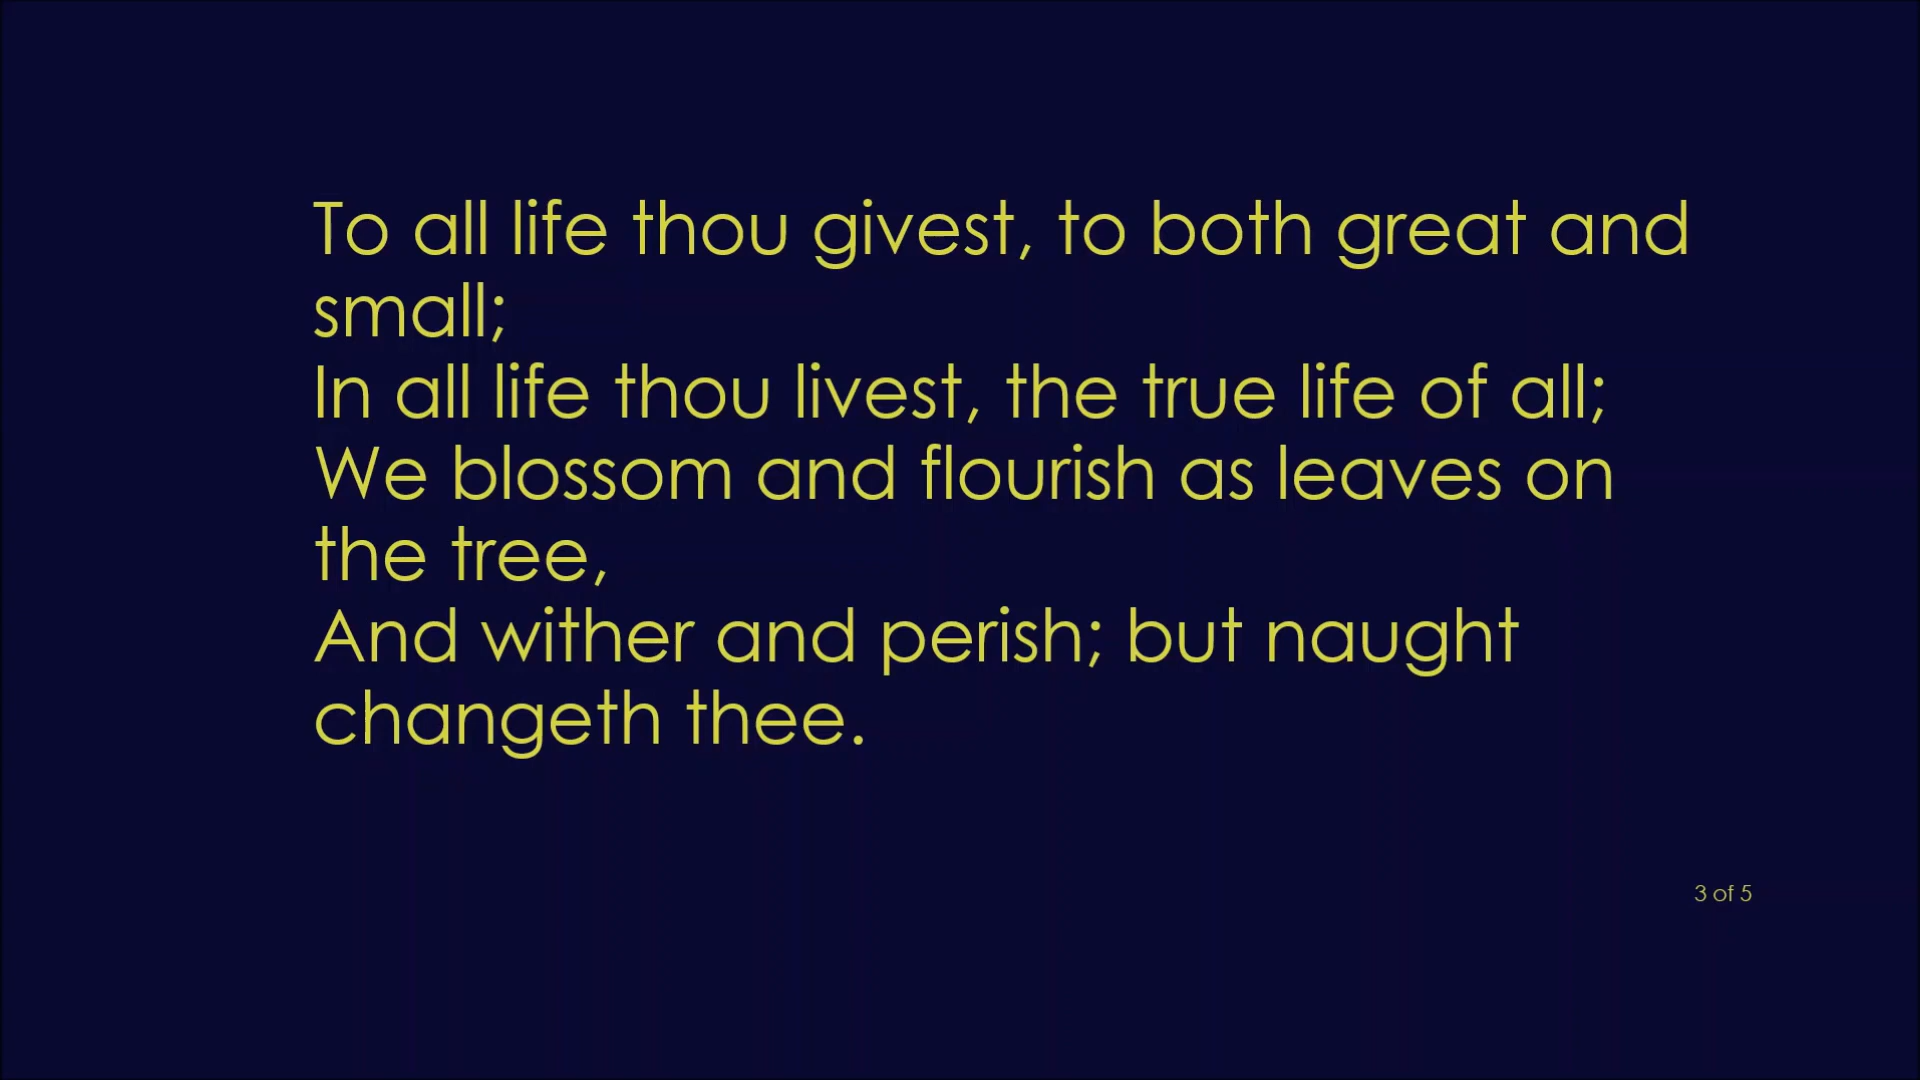 To all life thou givest, to both great and
small;
In all life thou livest, the true life of all;
We blossom and flourish as leaves on
the tree,
And wither and perish; but naught
changeth thee.
3 of 5